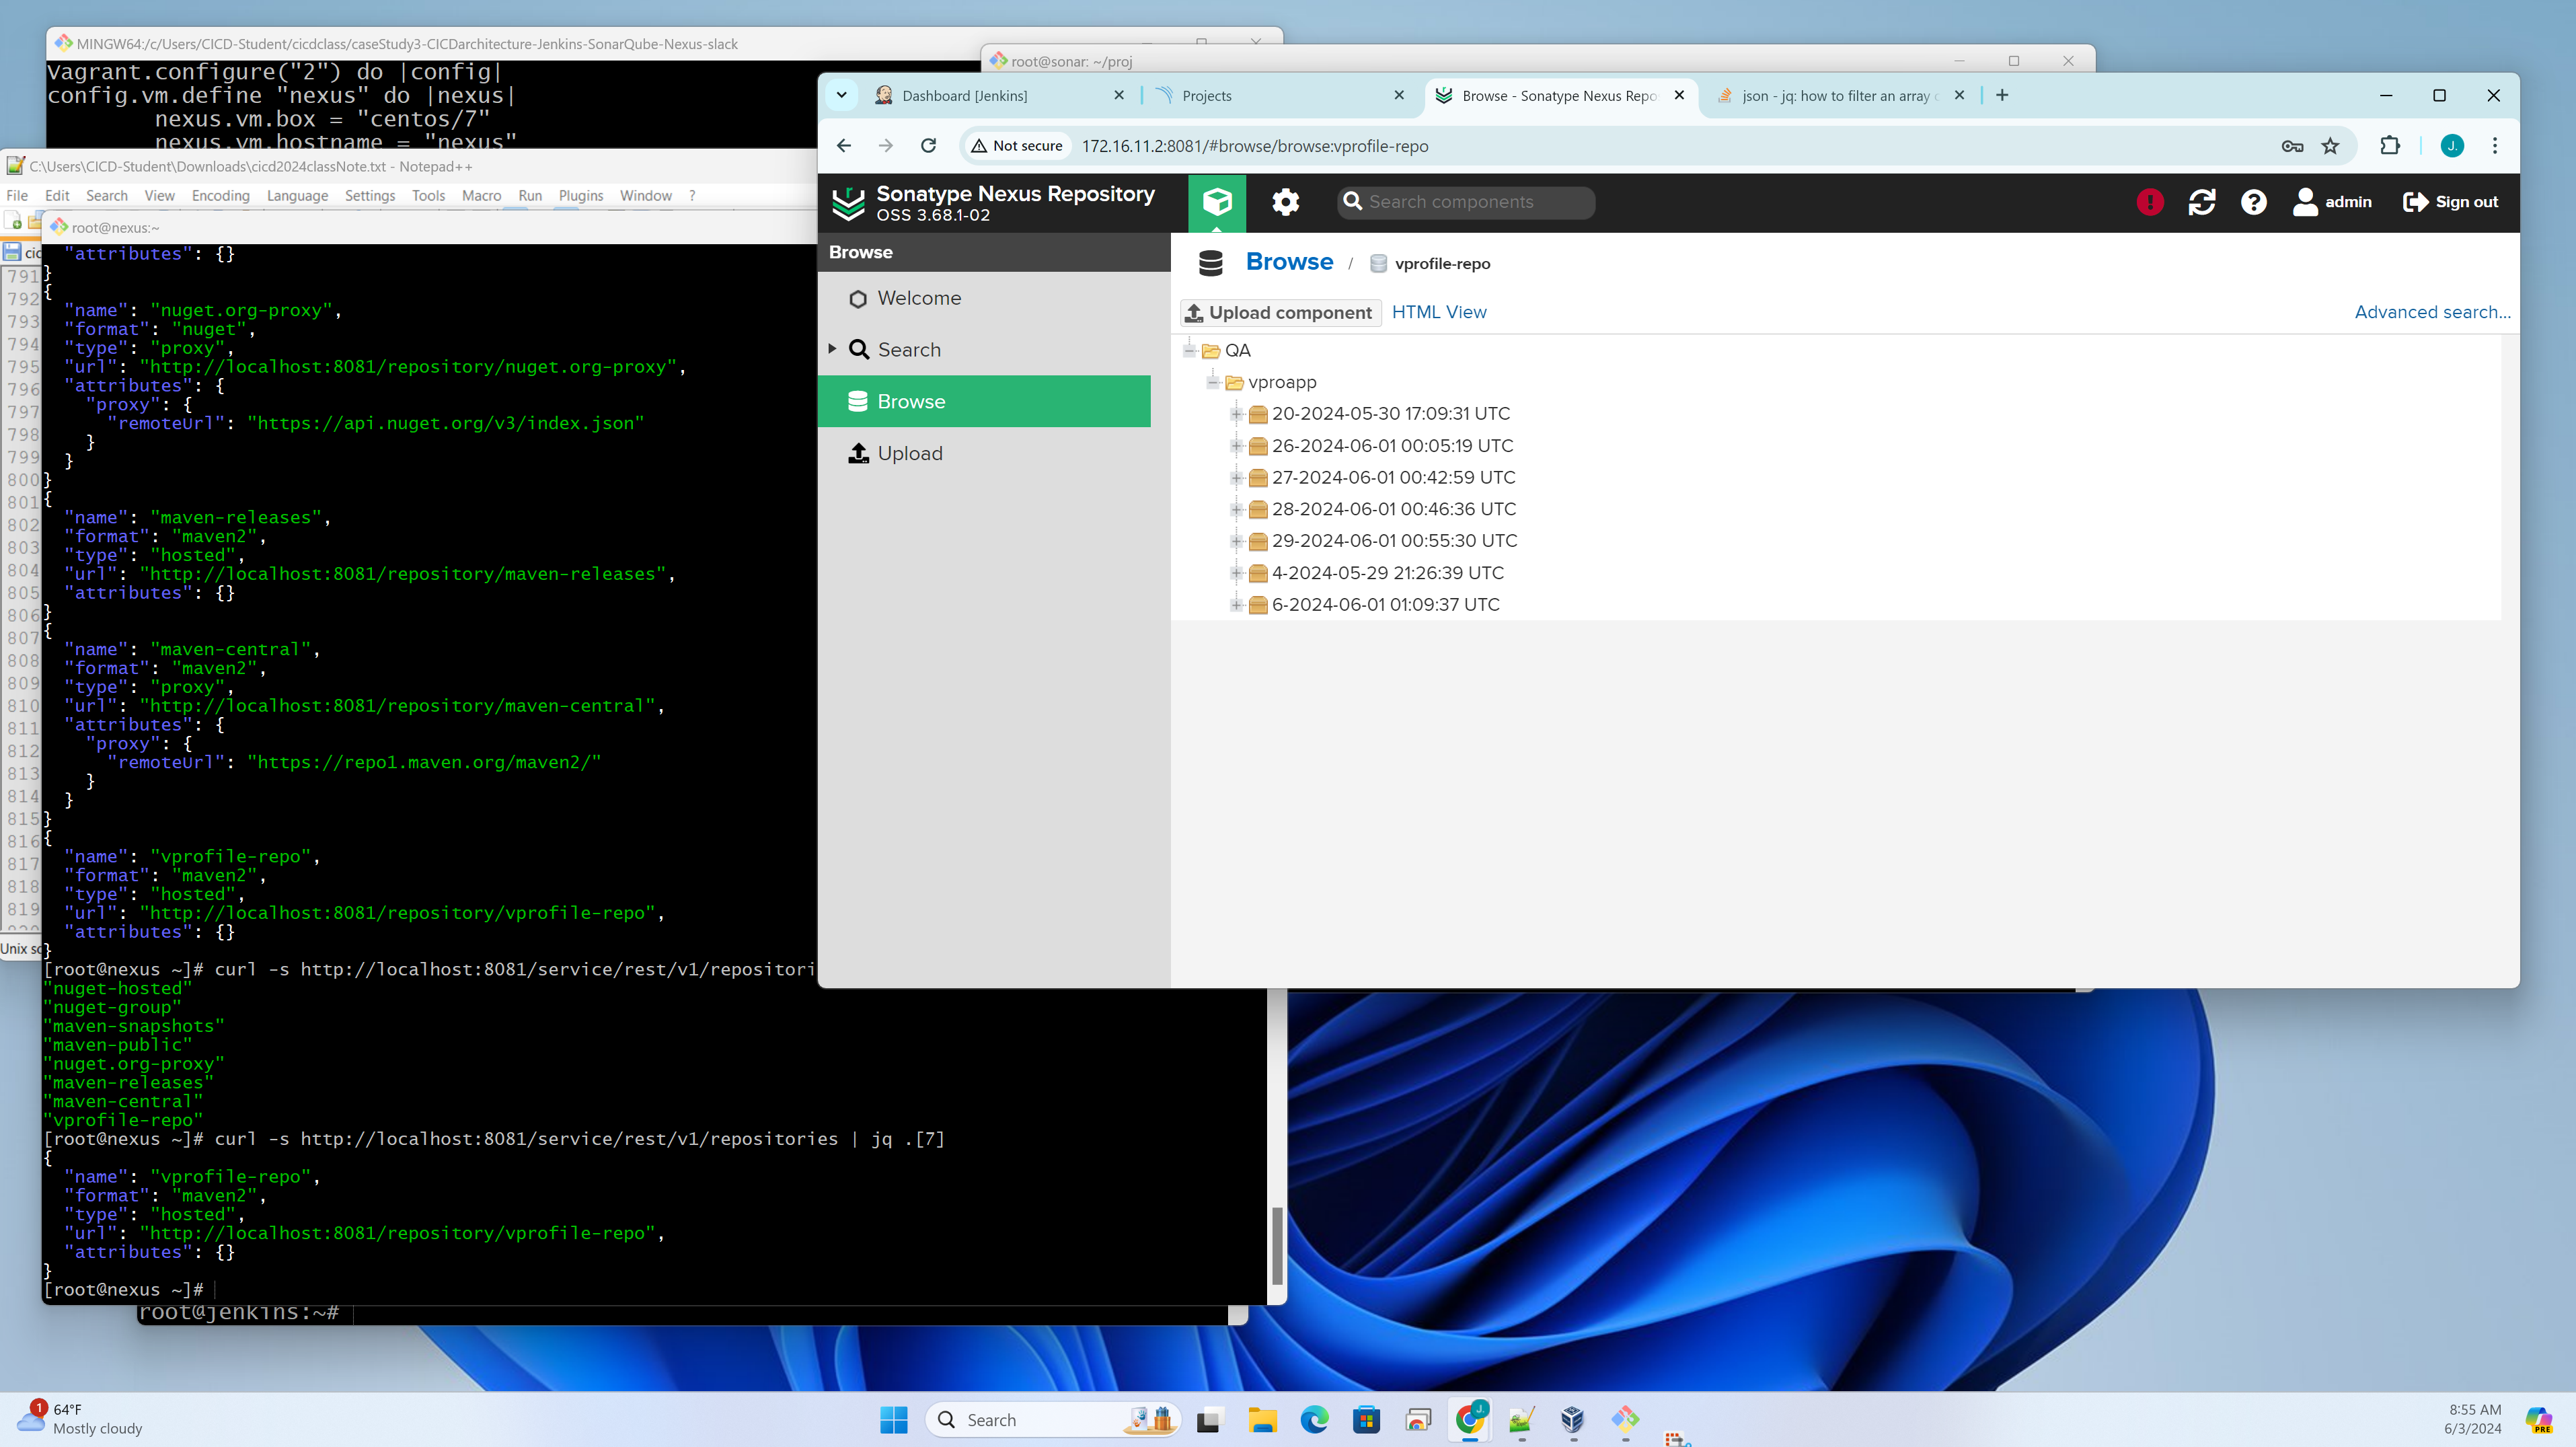 MINGW64:/c/Users/CICD-Student/cicdclass/caseStudy3-CICDarchitecture-Jenkins-SonarQube-Nexus-slack
Vagrant.configure("2") do |config|
config.vm.define "nexus" do |nexus|
nexus.vm.box = "centos/7"
nexus.vm.hostname = "nexus"
root@sonar: ~/proj
C:\Users\CICD-Student\Downloads\cicd2024classNote.txt - Notepad++
File Edit Search View Encoding Language Settings Tools Macro Run Plugins Window ?
cic
791
792
793
794
795
796
797
798
799
800
801
802
803
804
805
806
807
808
809
810
811
812
813
814
815
816
817
818
819
Unix
root@nexus:~
"attributes": {}
}
{
"name": "nuget.org-proxy",
"format": "nuget",
"type": "proxy",
"url": "http://localhost:8081/repository/nuget.org-proxy",
"attributes": {
"proxy": {
"remoteUrl": "https://api.nuget.org/v3/index.json"
}
}
}
{
"name": "maven-releases",
"format": "maven2",
"type": "hosted",
"url": "http://localhost:8081/repository/maven-releases",
"attributes": {}
}
{
"name": "maven-central",
"format": "maven2",
"type": "proxy",
"url": "http://localhost:8081/repository/maven-central",
"attributes": {
"proxy": {
"remoteUrl": "https://repo1.maven.org/maven2/"
}
}
}
{
"name": "vprofile-repo",
"format": "maven2",
"type": "hosted",
"url": "http://localhost:8081/repository/vprofile-repo",
"attributes": {}
}
[root@nexus ~]# curl -s http://localhost:8081/service/rest/v1/repositori
"nuget-hosted"
"nuget-group"
"maven-snapshots"
"maven-public"
"nuget.org-proxy"
"maven-releases"
"maven-central"
"vprofile-repo"
[root@nexus ~]# curl -s http://localhost:8081/service/rest/v1/repositories | jq .[7]
{
"name": "vprofile-repo",
"format": "maven2",
"type": "hosted",
"url": "http://localhost:8081/repository/vprofile-repo",
"attributes": {}
}
[root@nexus ~]#
root@jenkins:~#
Dashboard [Jenkins]
Projects
Browse - Sonatype Nexus Repo
json - jq: how to filter an array
Not secure 172.16.11.2:8081/#browse/browse:vprofile-repo
J.
Sonatype Nexus Repository
OSS 3.68.1-02
Search components
admin
Sign out
Browse
Welcome
Search
Browse
Upload
Browse / vprofile-repo
Upload component HTML View Advanced search...
QA
vproapp
20-2024-05-30 17:09:31 UTC
26-2024-06-01 00:05:19 UTC
27-2024-06-01 00:42:59 UTC
28-2024-06-01 00:46:36 UTC
29-2024-06-01 00:55:30 UTC
4-2024-05-29 21:26:39 UTC
6-2024-06-01 01:09:37 UTC
1
64°F
Mostly cloudy
Search
J.
8:55 AM
6/3/2024
PRE